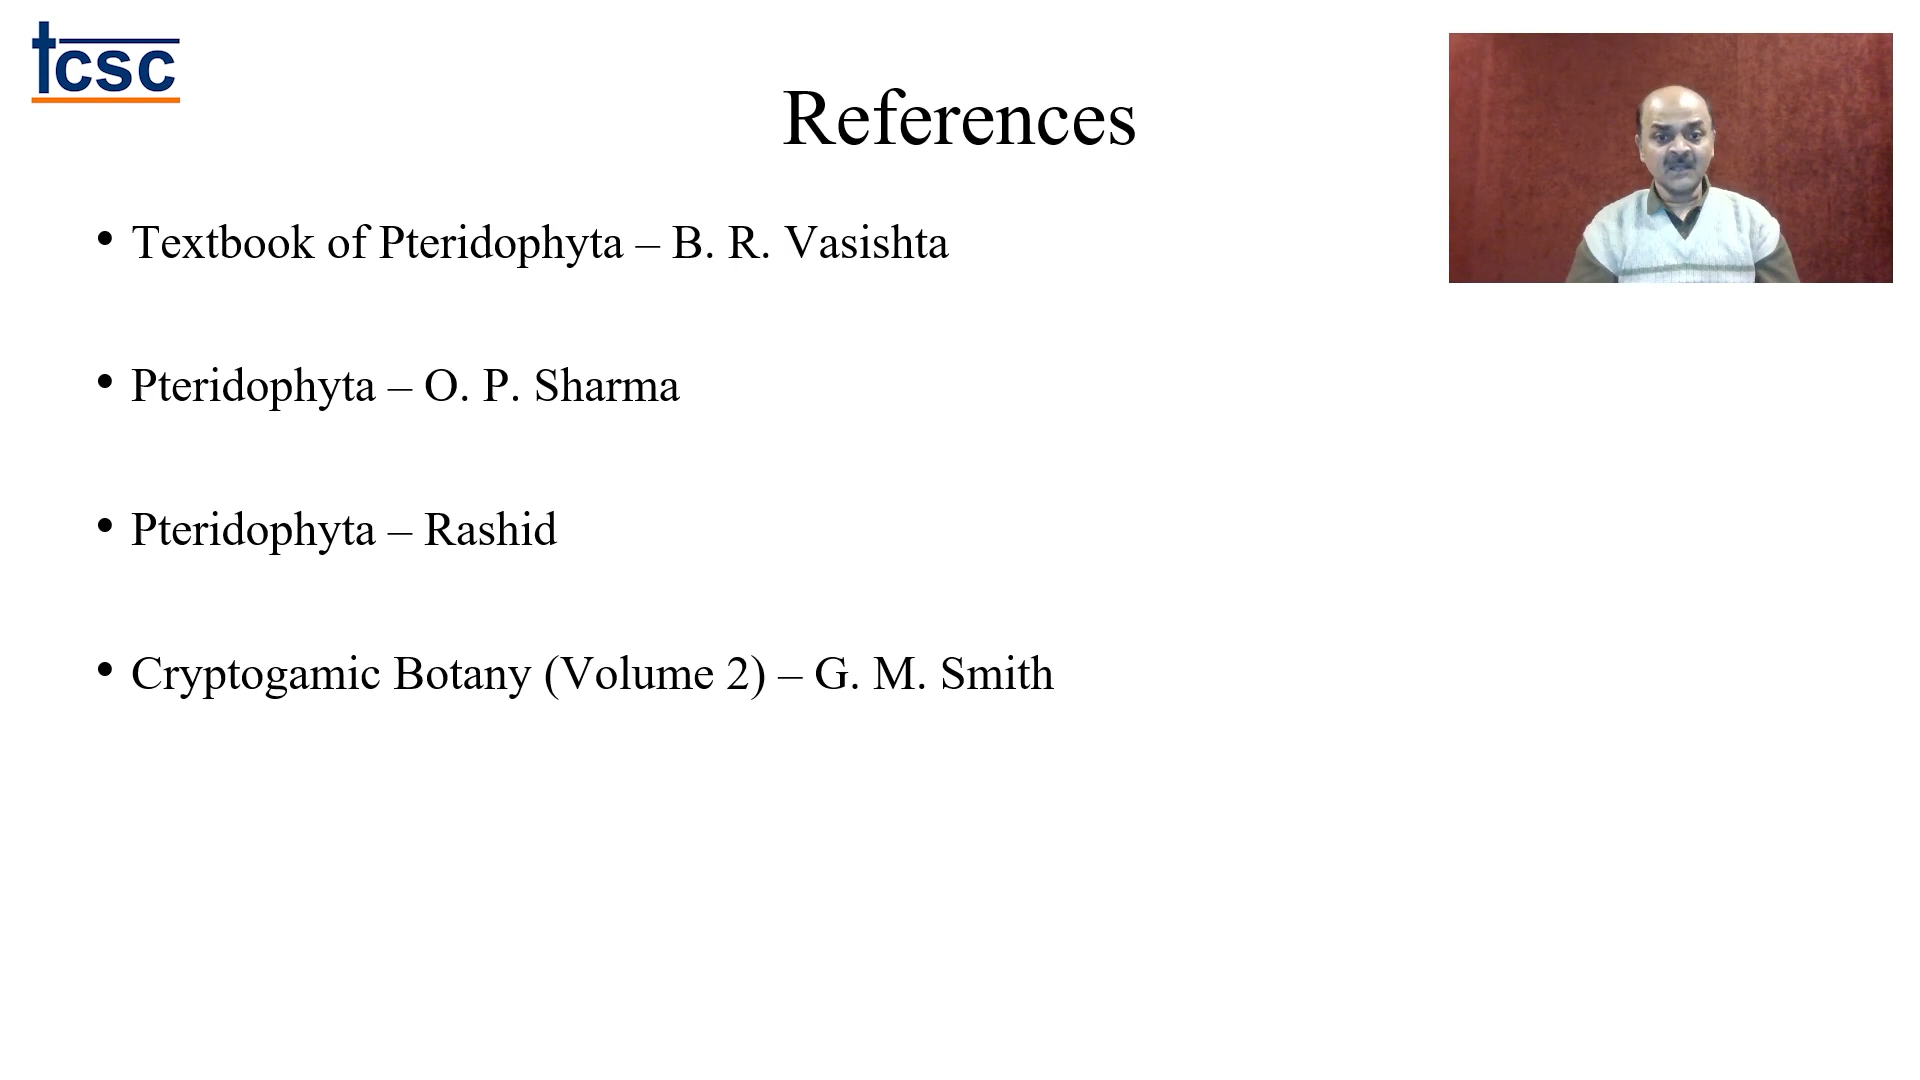 tcsc
References
• Textbook of Pteridophyta – B. R. Vasishta
• Pteridophyta – O. P. Sharma
• Pteridophyta – Rashid
• Cryptogamic Botany (Volume 2) – G. M. Smith